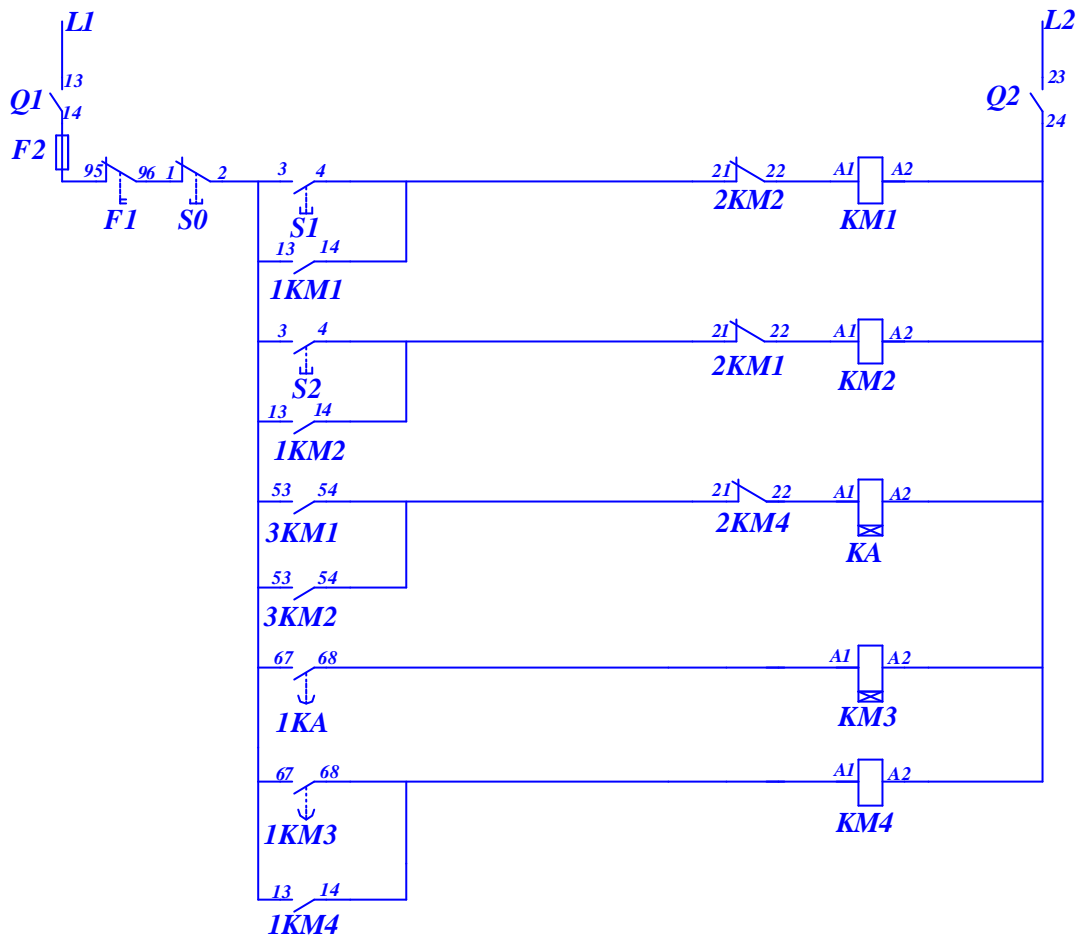 L1 L2
13 23
Q1 Q2
14 24
F2
95 96 1 2 3 4 21 22 A1 A2
F1 S0 S1 2KM2 KM1
13 14
1KM1
3 4 21 22 A1 A2
S2 2KM1 KM2
13 14
1KM2
53 54 21 22 A1 A2
3KM1 2KM4 KA
53 54
3KM2
67 68 A1 A2
1KA KM3
67 68 A1 A2
1KM3 KM4
13 14
1KM4